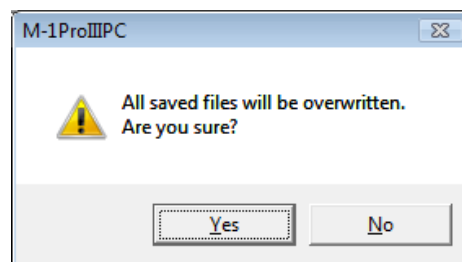 M-1ProⅢPC
All saved files will be overwritten.
Are you sure?
Yes
No